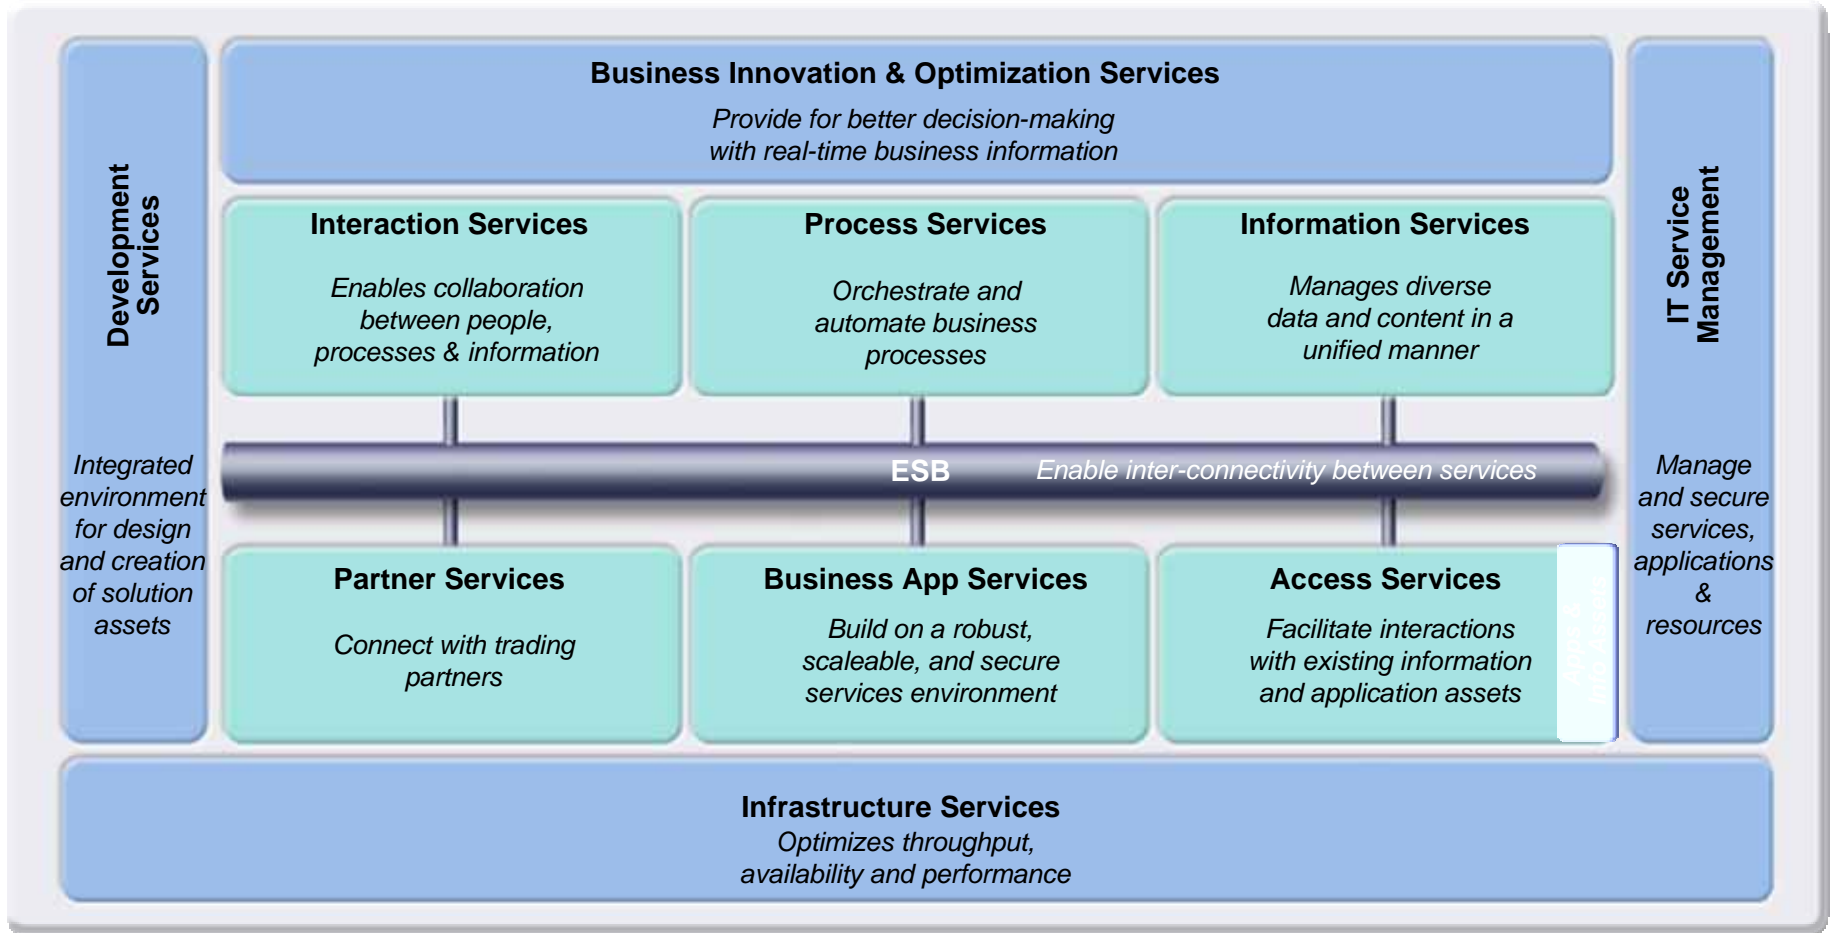 Business Innovation & Optimization Services
Provide for better decision-making
with real-time business information
Development
Services
Integrated
environment
for design
and creation
of solution
assets
Interaction Services
Enables collaboration
between people,
processes & information
Process Services
Orchestrate and
automate business
processes
Information Services
Manages diverse
data and content in a
unified manner
IT Service
Management
Manage
and secure
services,
applications
&
resources
ESB
Enable inter-connectivity between services
Partner Services
Connect with trading
partners
Business App Services
Build on a robust,
scaleable, and secure
services environment
Access Services
Facilitate interactions
with existing information
and application assets
Apps &
Info Assets
Infrastructure Services
Optimizes throughput,
availability and performance